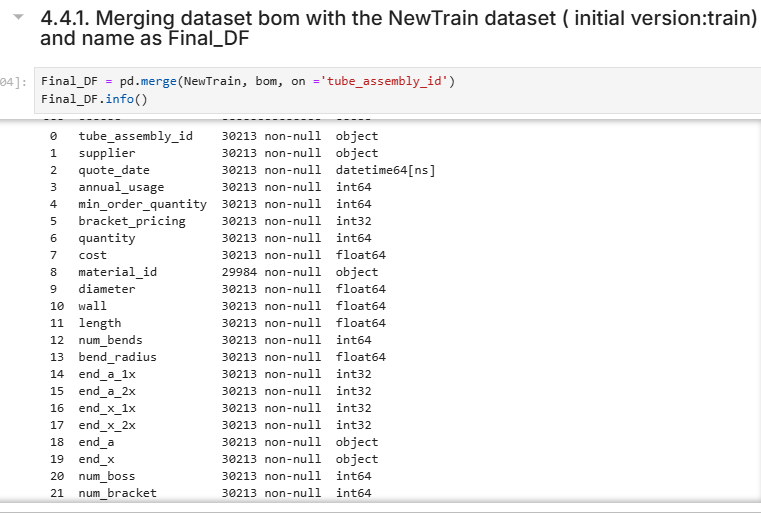 4.4.1. Merging dataset bom with the NewTrain dataset ( initial version:train)
and name as Final_DF
04]:
Final_DF = pd.merge(NewTrain, bom, on ='tube_assembly_id')
Final_DF.info()
0 tube_assembly_id 30213 non-null object
1 supplier 30213 non-null object
2 quote_date 30213 non-null datetime64[ns]
3 annual_usage 30213 non-null int64
4 min_order_quantity 30213 non-null int64
5 bracket_pricing 30213 non-null int32
6 quantity 30213 non-null int64
7 cost 30213 non-null float64
8 material_id 29984 non-null object
9 diameter 30213 non-null float64
10 wall 30213 non-null float64
11 length 30213 non-null float64
12 num_bends 30213 non-null int64
13 bend_radius 30213 non-null float64
14 end_a_1x 30213 non-null int32
15 end_a_2x 30213 non-null int32
16 end_x_1x 30213 non-null int32
17 end_x_2x 30213 non-null int32
18 end_a 30213 non-null object
19 end_x 30213 non-null object
20 num_boss 30213 non-null int64
21 num_bracket 30213 non-null int64